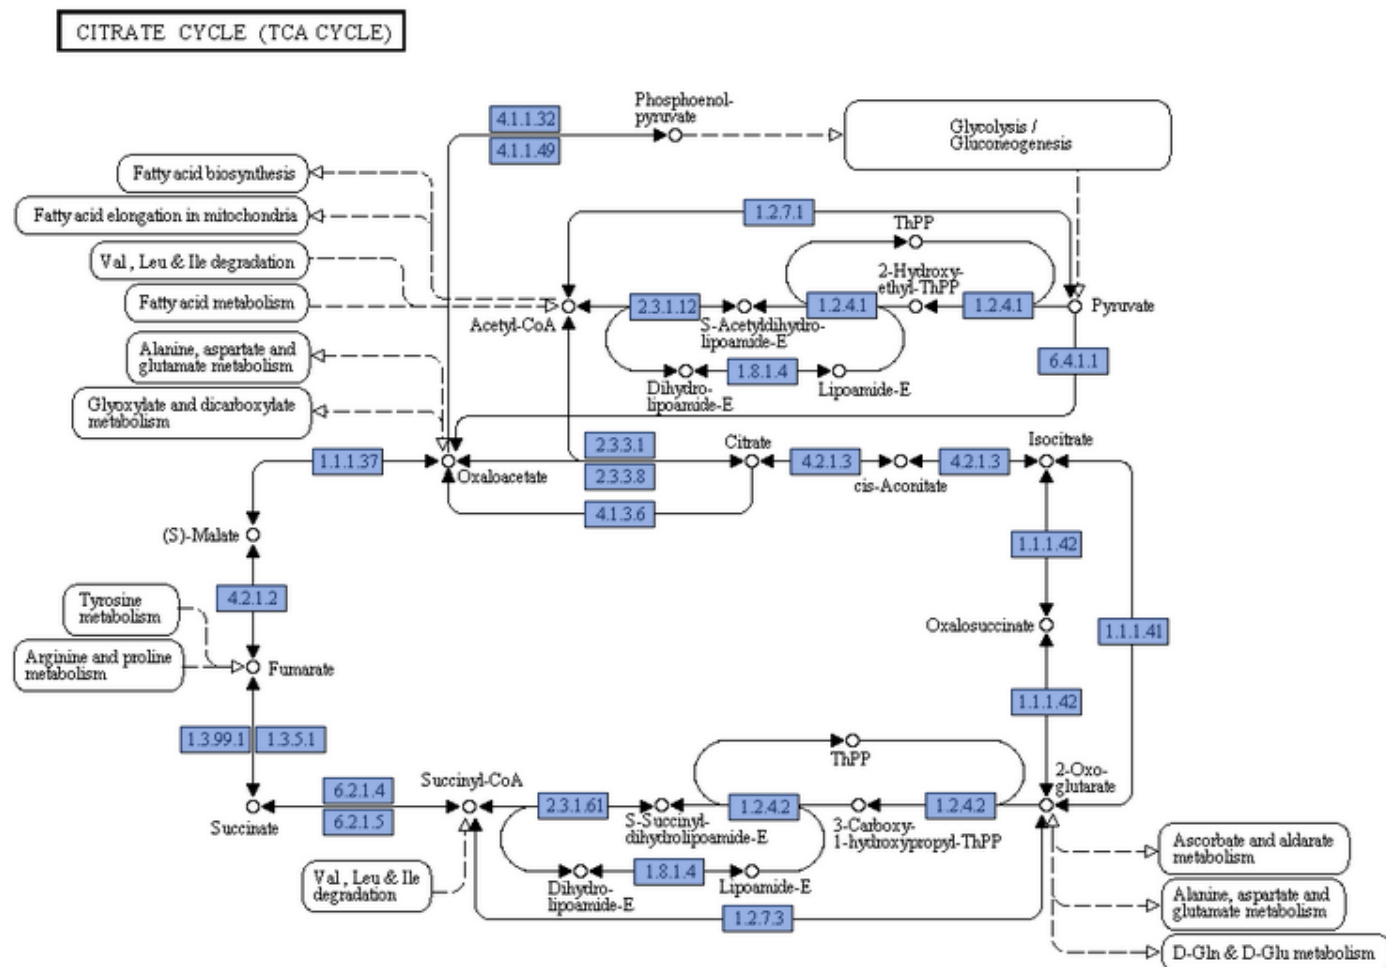 CITRATE CYCLE (TCA CYCLE)
Phosphoenol-
pyruvate
4.1.1.32
4.1.1.49
Glycolysis /
Gluconeogenesis
Fatty acid biosynthesis
Fatty acid elongation in mitochondria
Val, Leu & Ile degradation
Fatty acid metabolism
1.2.7.1
ThPP
2-Hydroxy-
ethyl-ThPP
2.3.1.12
1.2.4.1
1.2.4.1
Acetyl-CoA
S-Acetyldihydro-
lipoamide-E
Pyruvate
Alanine, aspartate and
glutamate metabolism
1.8.1.4
6.4.1.1
Dihydro-
lipoamide-E
Lipoamide-E
Glyoxylate and dicarboxylate
metabolism
1.1.1.37
Oxaloacetate
2.3.3.1
2.3.3.8
4.1.3.6
Citrate
4.2.1.3
cis-Aconitate
4.2.1.3
Isocitrate
(S)-Malate
1.1.1.42
4.2.1.2
Tyrosine
metabolism
Oxalosuccinate
1.1.1.41
Arginine and proline
metabolism
Fumarate
1.1.1.42
1.3.99.1
1.3.5.1
ThPP
Succinyl-CoA
2-Oxo-
glutarate
6.2.1.4
6.2.1.5
Succinate
2.3.1.61
1.2.4.2
1.2.4.2
S-Succinyl-
dihydrolipoamide-E
3-Carboxy-
1-hydroxypropyl-ThPP
Val, Leu & Ile
degradation
1.8.1.4
Dihydro-
lipoamide-E
Lipoamide-E
1.2.7.3
Ascorbate and aldarate
metabolism
Alanine, aspartate and
glutamate metabolism
D-Gln & D-Glu metabolism